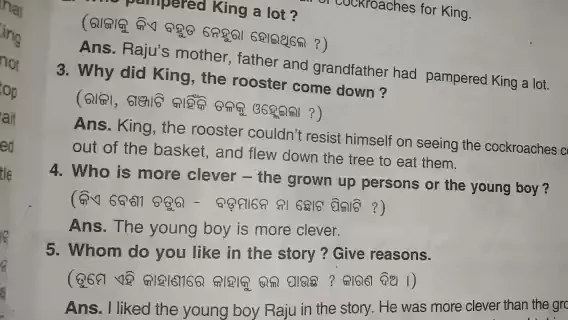 cockroaches for King.
pampered King a lot ?
(ରାଜାକୁ କିଏ ବହୁତ ନେହୁରା ହୋଇଥିଲେ ?)
Ans. Raju's mother, father and grandfather had pampered King a lot.
3. Why did King, the rooster come down ?
(ରାଜା, ଗଞ୍ଜାଟି କାହିଁକି ତଳକୁ ଓହ୍ଲେଇଲା ?)
Ans. King, the rooster couldn't resist himself on seeing the cockroaches
out of the basket, and flew down the tree to eat them.
4. Who is more clever – the grown up persons or the young boy ?
(କିଏ ବେଶୀ ଚତୁର - ବଡ଼ମାନେ ନା ଛୋଟ ପିଲାଟି ?)
Ans. The young boy is more clever.
5. Whom do you like in the story ? Give reasons.
(ତୁମେ ଏହି କାହାଣୀରେ କାହାକୁ ଭଲ ପାଉଛ ? କାରଣ ଦିଅ ।)
Ans. I liked the young boy Raju in the story. He was more clever than the